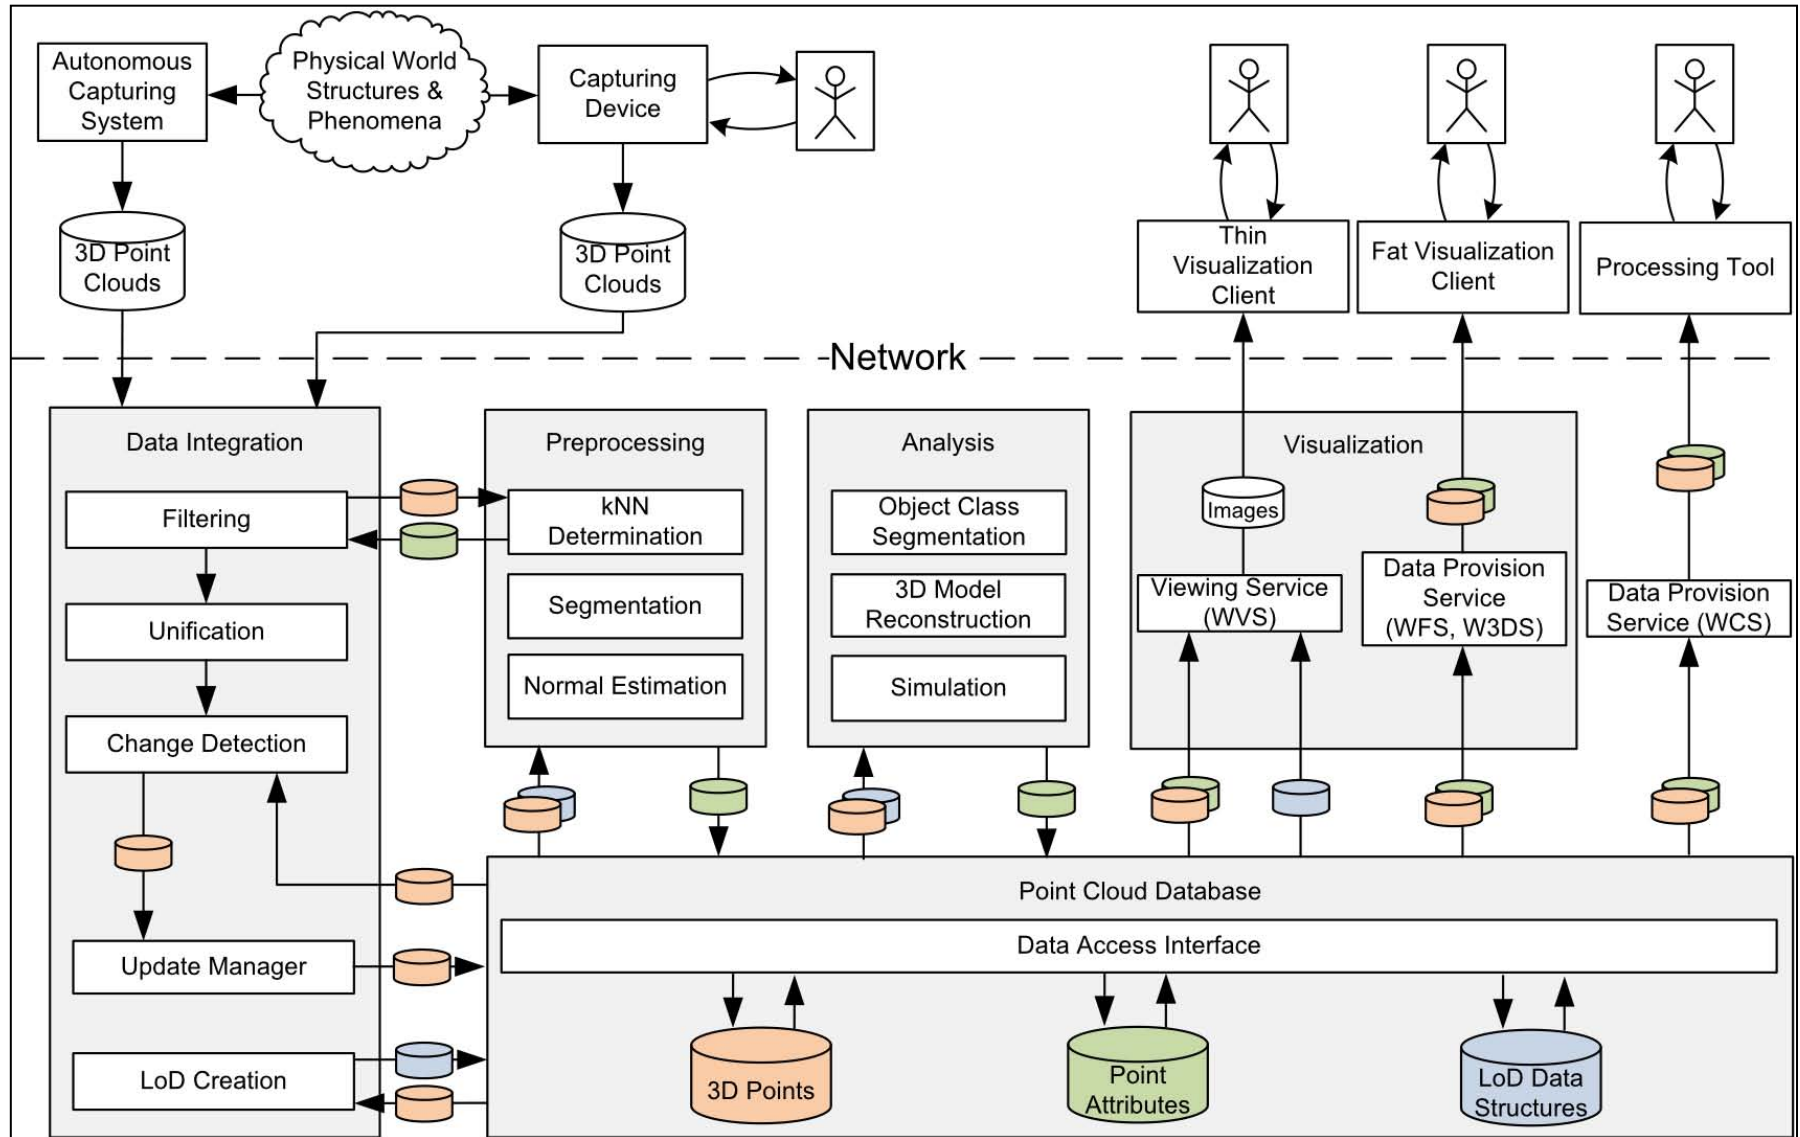 Autonomous
Capturing
System
Physical World
Structures &
Phenomena
Capturing
Device
3D Point
Clouds
3D Point
Clouds
Thin
Visualization
Client
Fat Visualization
Client
Processing Tool
Network
Data Integration
Filtering
Unification
Change Detection
Update Manager
LoD Creation
Preprocessing
kNN
Determination
Segmentation
Normal Estimation
Analysis
Object Class
Segmentation
3D Model
Reconstruction
Simulation
Visualization
Images
Viewing Service
(WVS)
Data Provision
Service
(WFS, W3DS)
Data Provision
Service (WCS)
Point Cloud Database
Data Access Interface
3D Points
Point
Attributes
LoD Data
Structures